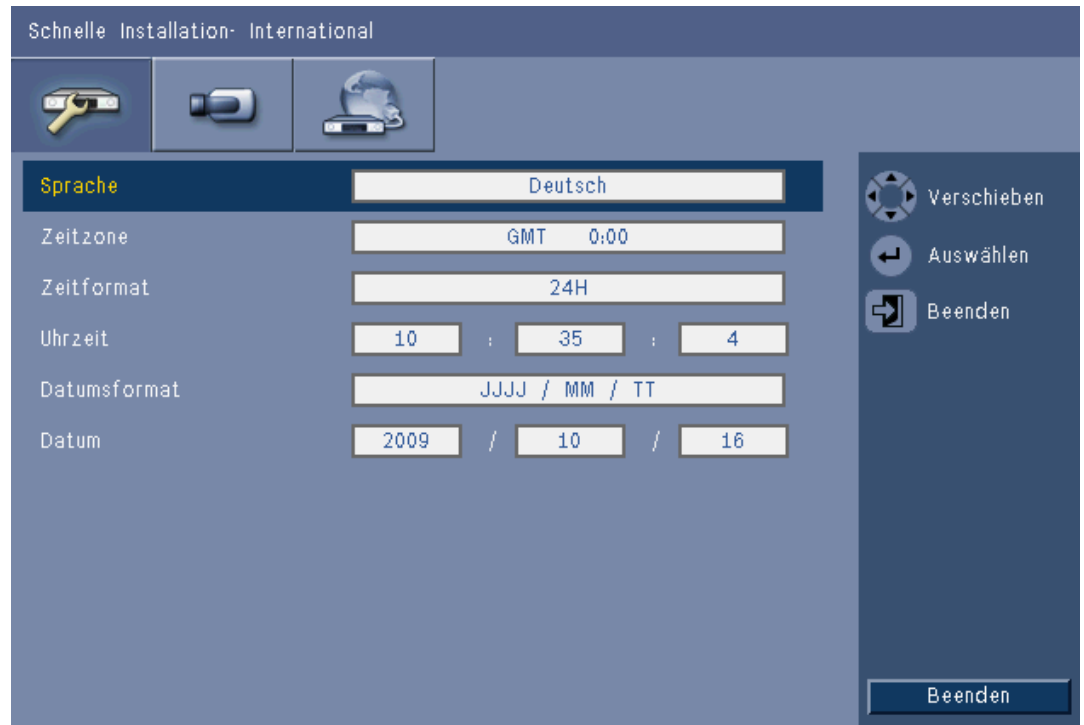 Schnelle Installation- International
Sprache Deutsch
Zeitzone GMT 0:00
Zeitformat 24H
Uhrzeit 10 : 35 : 4
Datumsformat JJJJ / MM / TT
Datum 2009 / 10 / 16
Verschieben
Auswählen
Beenden
Beenden